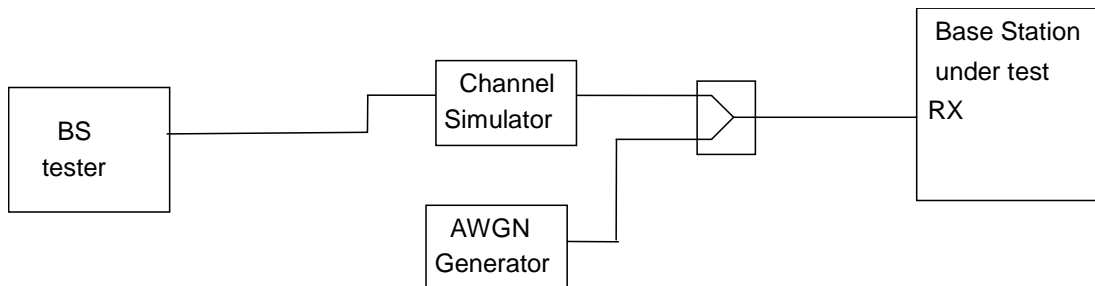 BS
tester
Channel
Simulator
AWGN
Generator
Base Station
under test
RX